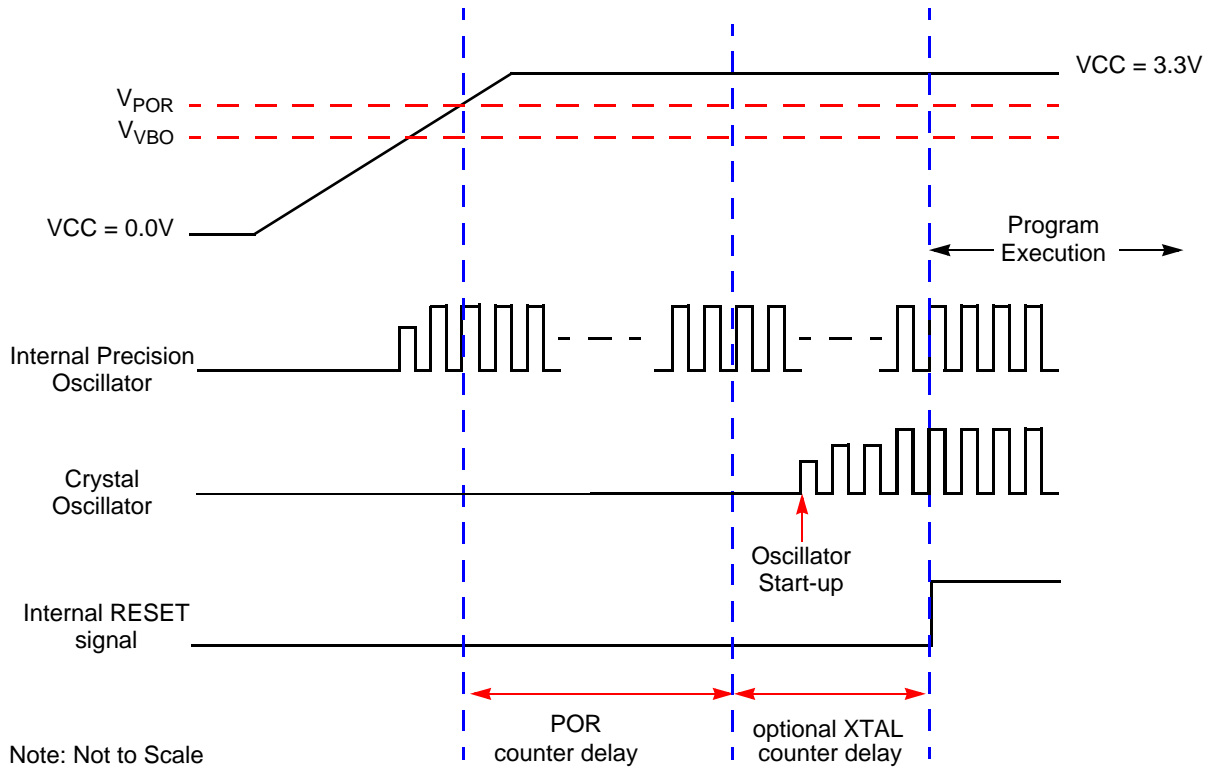 VCC = 3.3V
VPOR
VVBO
VCC = 0.0V
Program
Execution
Internal Precision
Oscillator
Crystal
Oscillator
Oscillator
Start-up
Internal RESET
signal
POR
counter delay
optional XTAL
counter delay
Note: Not to Scale